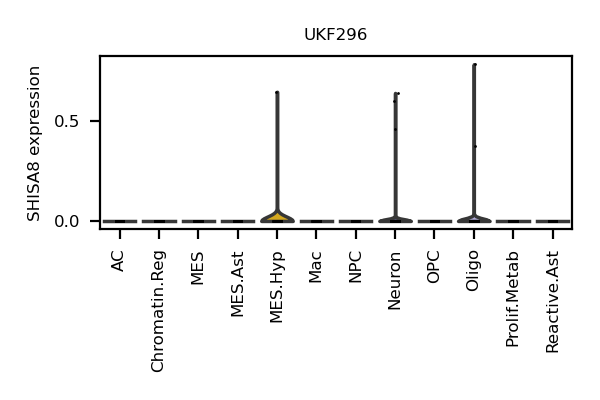 UKF296
SHISA8 expression
0.5
0.0
AC
Chromatin.Reg
MES
MES.Ast
MES.Hyp
Mac
NPC
Neuron
OPC
Oligo
Prolif.Metab
Reactive.Ast